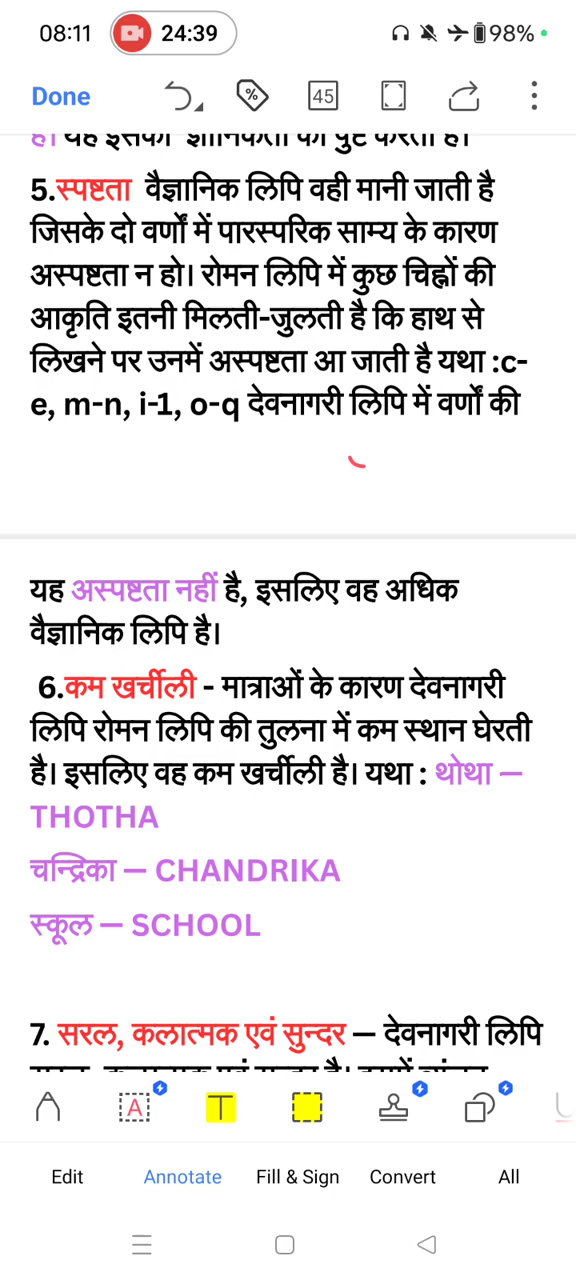 08:11 24:39 98%
Done % 45
5.स्पष्टता वैज्ञानिक लिपि वही मानी जाती है
जिसके दो वर्णों में पारस्परिक साम्य के कारण
अस्पष्टता न हो। रोमन लिपि में कुछ चिह्नों की
आकृति इतनी मिलती-जुलती है कि हाथ से
लिखने पर उनमें अस्पष्टता आ जाती है यथा :c-
e, m-n, i-1, o-q देवनागरी लिपि में वर्णों की
यह अस्पष्टता नहीं है, इसलिए वह अधिक
वैज्ञानिक लिपि है।
6.कम खर्चीली - मात्राओं के कारण देवनागरी
लिपि रोमन लिपि की तुलना में कम स्थान घेरती
है। इसलिए वह कम खर्चीली है। यथा : थोथा —
THOTHA
चन्द्रिका — CHANDRIKA
स्कूल — SCHOOL
7. सरल, कलात्मक एवं सुन्दर — देवनागरी लिपि
A T
Edit Annotate Fill & Sign Convert All